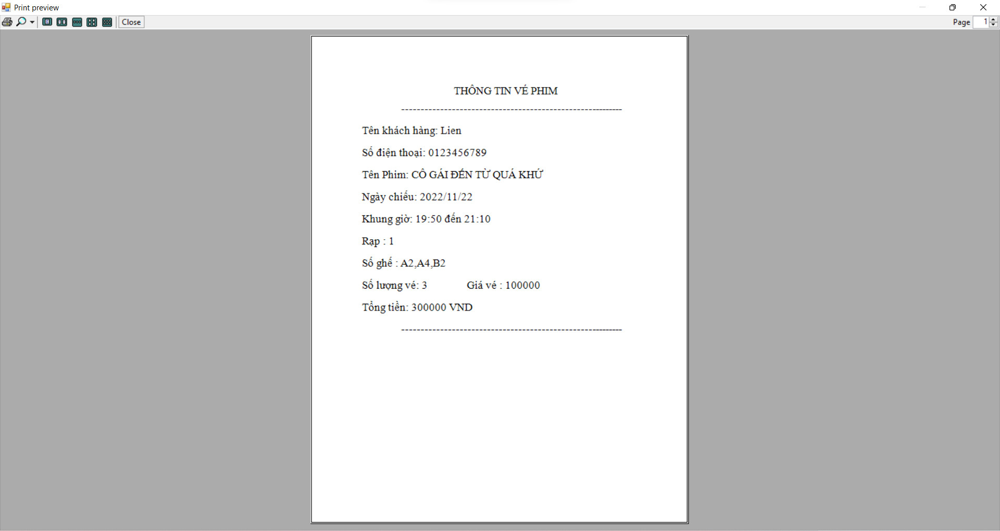 Print preview
Close
Page 1
THÔNG TIN VÉ PHIM
---------------------------------------------------------
Tên khách hàng: Lien
Số điện thoại: 0123456789
Tên Phim: CÔ GÁI ĐẾN TỪ QUÁ KHỨ
Ngày chiếu: 2022/11/22
Khung giờ: 19:50 đến 21:10
Rạp : 1
Số ghế : A2,A4,B2
Số lượng vé: 3 Giá vé : 100000
Tổng tiền: 300000 VND
---------------------------------------------------------